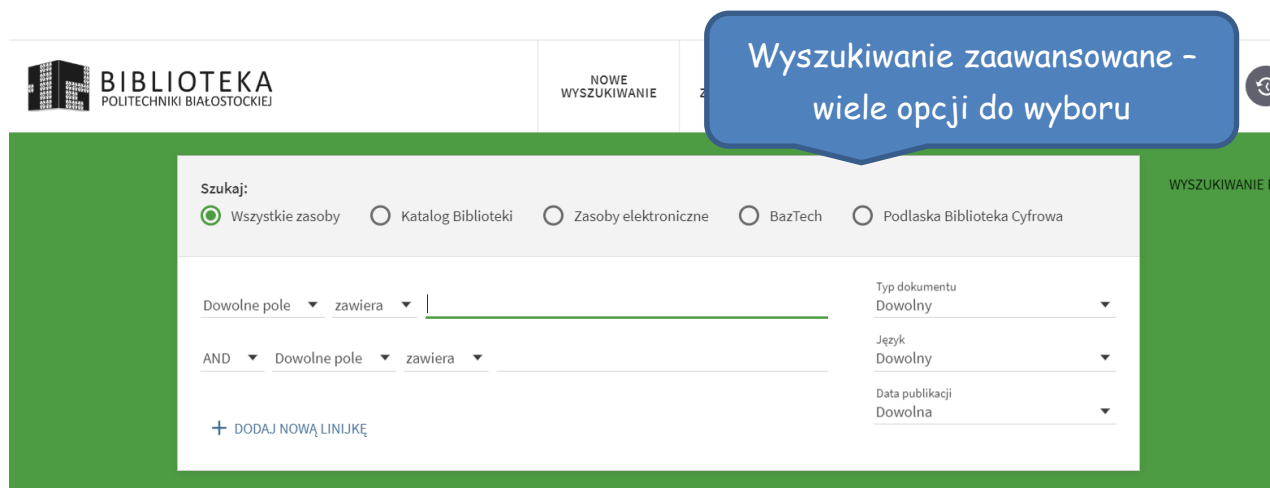 BIBLIOTEKA
POLITECHNIKI BIAŁOSTOCKIEJ
NOWE
WYSZUKIWANIE
Wyszukiwanie zaawansowane –
wiele opcji do wyboru
WYSZUKIWANIE
Szukaj:
Wszystkie zasoby Katalog Biblioteki Zasoby elektroniczne BazTech Podlaska Biblioteka Cyfrowa
Dowolne pole zawiera
AND Dowolne pole zawiera
+ DODAJ NOWĄ LINIJKĘ
Typ dokumentu
Dowolny
Język
Dowolny
Data publikacji
Dowolna